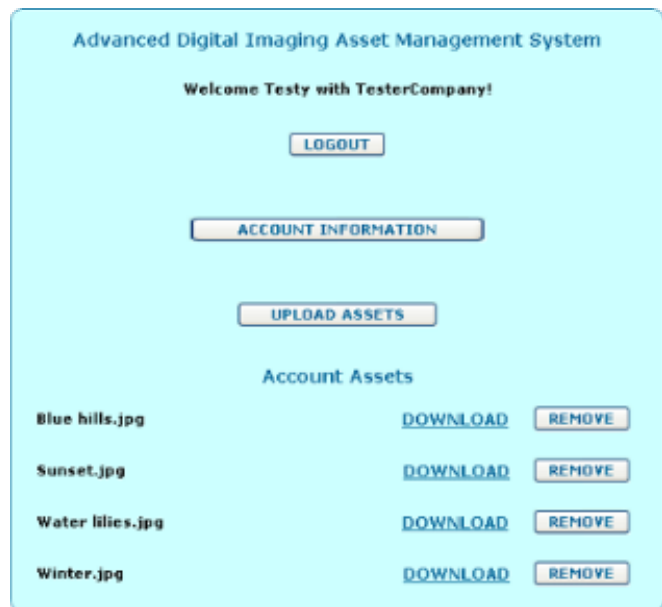 Advanced Digital Imaging Asset Management System
Welcome Testy with TesterCompany!
LOGOUT
ACCOUNT INFORMATION
UPLOAD ASSETS
Account Assets
Blue hills.jpg DOWNLOAD REMOVE
Sunset.jpg DOWNLOAD REMOVE
Water lilies.jpg DOWNLOAD REMOVE
Winter.jpg DOWNLOAD REMOVE